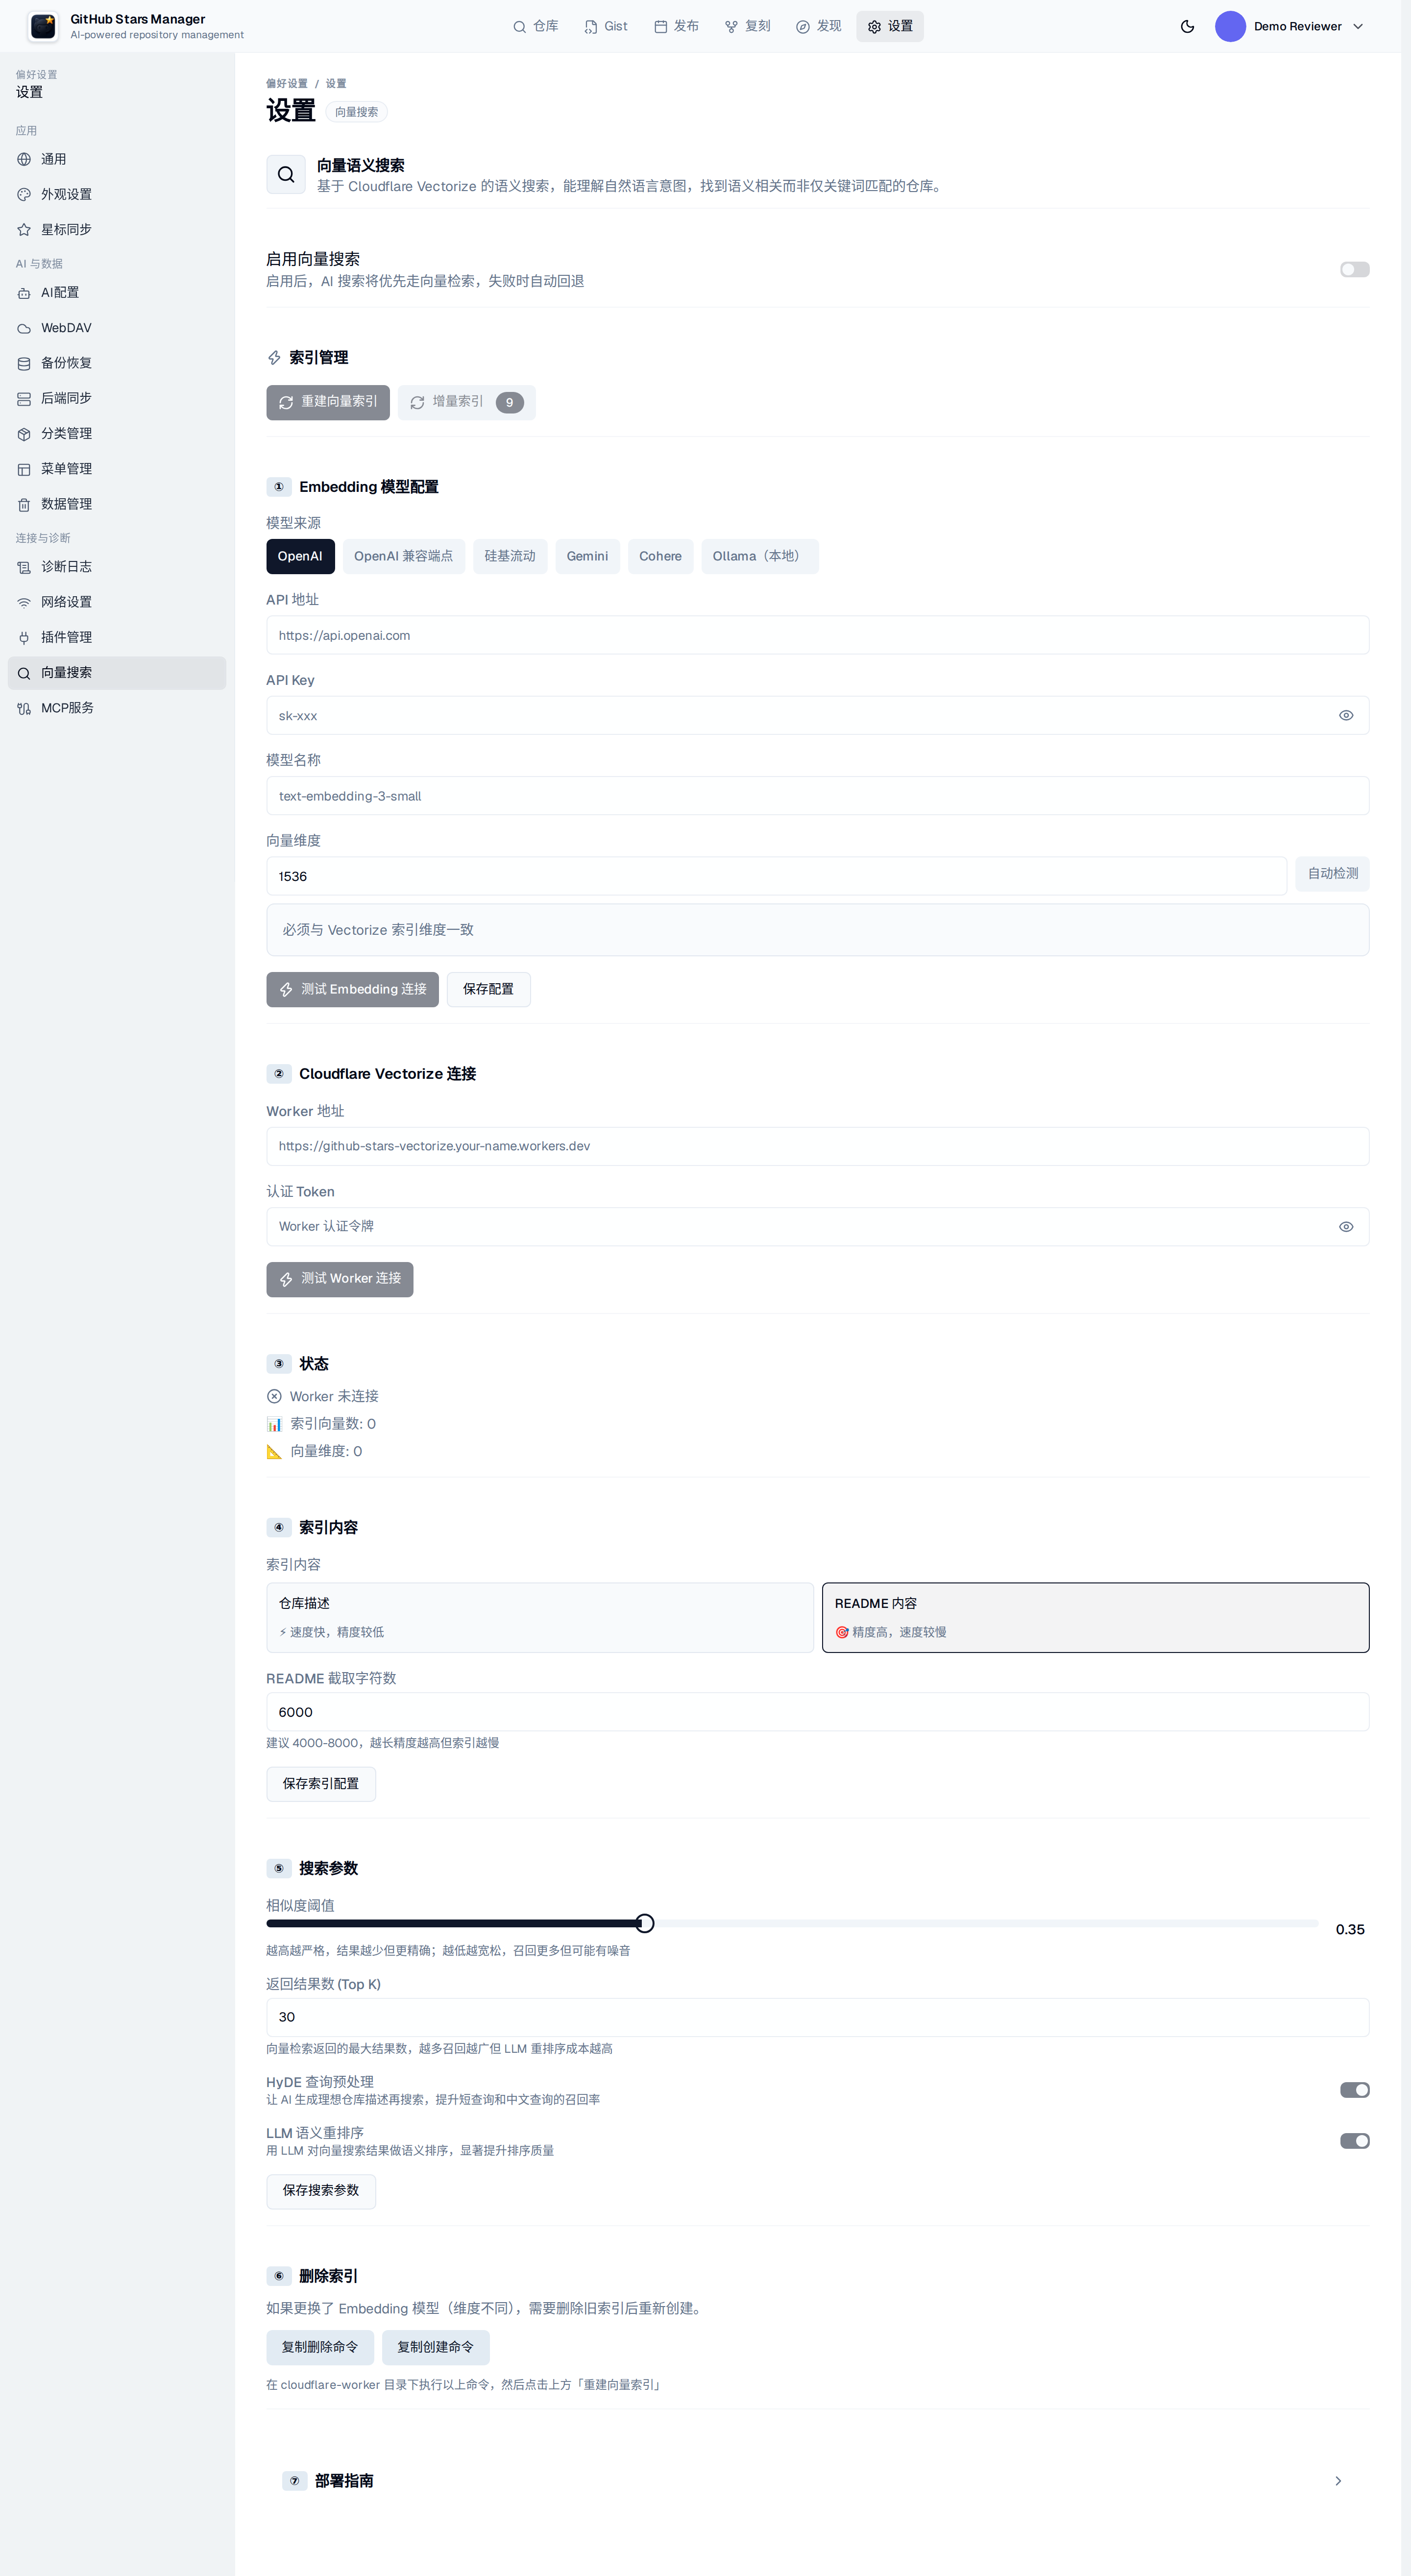 GitHub Stars Manager
AI-powered repository management
仓库
Gist
发布
复刻
发现
设置
Demo Reviewer
偏好设置
设置
应用
通用
外观设置
星标同步
AI 与数据
AI配置
WebDAV
备份恢复
后端同步
分类管理
菜单管理
数据管理
连接与诊断
诊断日志
网络设置
插件管理
向量搜索
MCP服务
偏好设置 / 设置
设置 向量搜索
向量语义搜索
基于 Cloudflare Vectorize 的语义搜索，能理解自然语言意图，找到语义相关而非仅关键词匹配的仓库。
启用向量搜索
启用后，AI 搜索将优先走向量检索，失败时自动回退
索引管理
重建向量索引 增量索引 9
① Embedding 模型配置
模型来源
OpenAI OpenAI 兼容端点 硅基流动 Gemini Cohere Ollama（本地）
API 地址
https://api.openai.com
API Key
sk-xxx
模型名称
text-embedding-3-small
向量维度
1536 自动检测
必须与 Vectorize 索引维度一致
测试 Embedding 连接 保存配置
② Cloudflare Vectorize 连接
Worker 地址
https://github-stars-vectorize.your-name.workers.dev
认证 Token
Worker 认证令牌
测试 Worker 连接
③ 状态
Worker 未连接
📊 索引向量数: 0
📐 向量维度: 0
④ 索引内容
索引内容
仓库描述
⚡ 速度快，精度较低
README 内容
🎯 精度高，速度较慢
README 截取字符数
6000
建议 4000-8000，越长精度越高但索引越慢
保存索引配置
⑤ 搜索参数
相似度阈值
0.35
越高越严格，结果越少但更精确；越低越宽松，召回更多但可能有噪音
返回结果数 (Top K)
30
向量检索返回的最大结果数，越多召回越广但 LLM 重排序成本越高
HyDE 查询预处理
让 AI 生成理想仓库描述再搜索，提升短查询和中文查询的召回率
LLM 语义重排序
用 LLM 对向量搜索结果做语义排序，显著提升排序质量
保存搜索参数
⑥ 删除索引
如果更换了 Embedding 模型（维度不同），需要删除旧索引后重新创建。
复制删除命令 复制创建命令
在 cloudflare-worker 目录下执行以上命令，然后点击上方「重建向量索引」
⑦ 部署指南